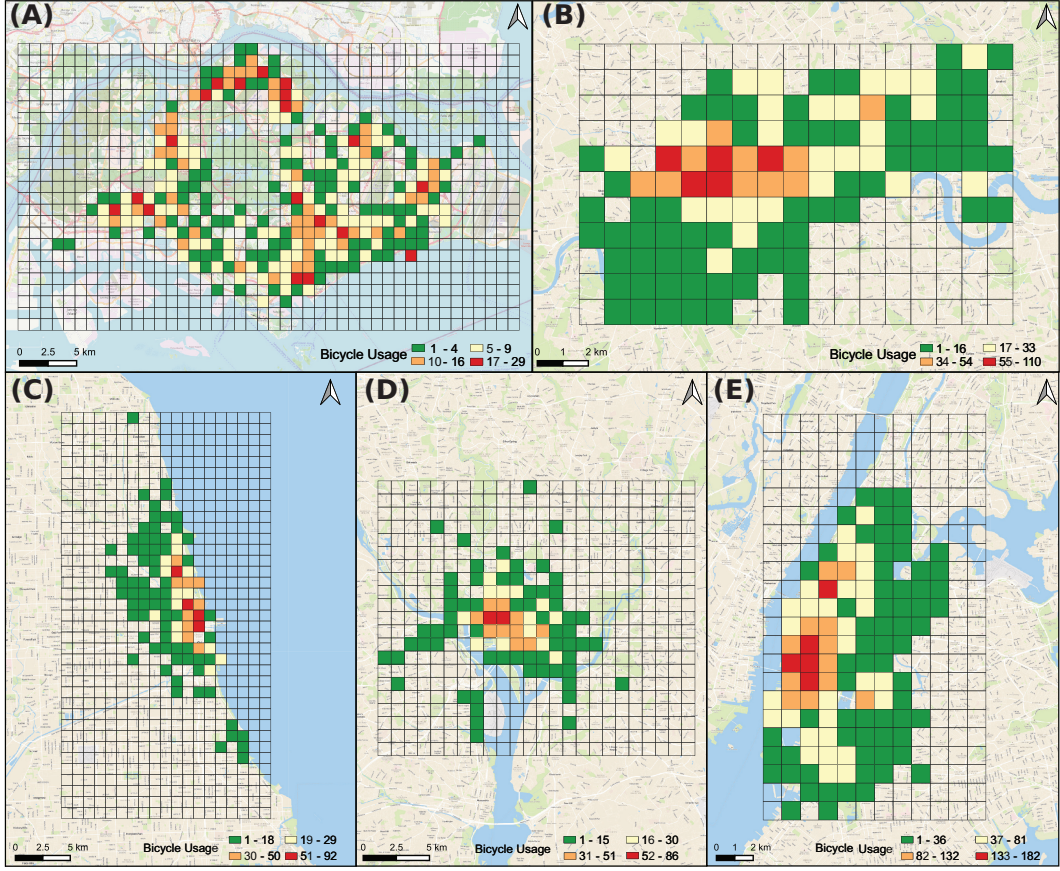 (A)
0 2.5 5 km
Bicycle Usage
1 - 4
5 - 9
10 - 16
17 - 29
(B)
0 1 2 km
Bicycle Usage
1 - 16
17 - 33
34 - 54
55 - 110
(C)
0 2.5 5 km
Bicycle Usage
1 - 18
19 - 29
30 - 50
51 - 92
(D)
0 2.5 5 km
Bicycle Usage
1 - 15
16 - 30
31 - 51
52 - 86
(E)
0 1 2 km
Bicycle Usage
1 - 36
37 - 81
82 - 132
133 - 182